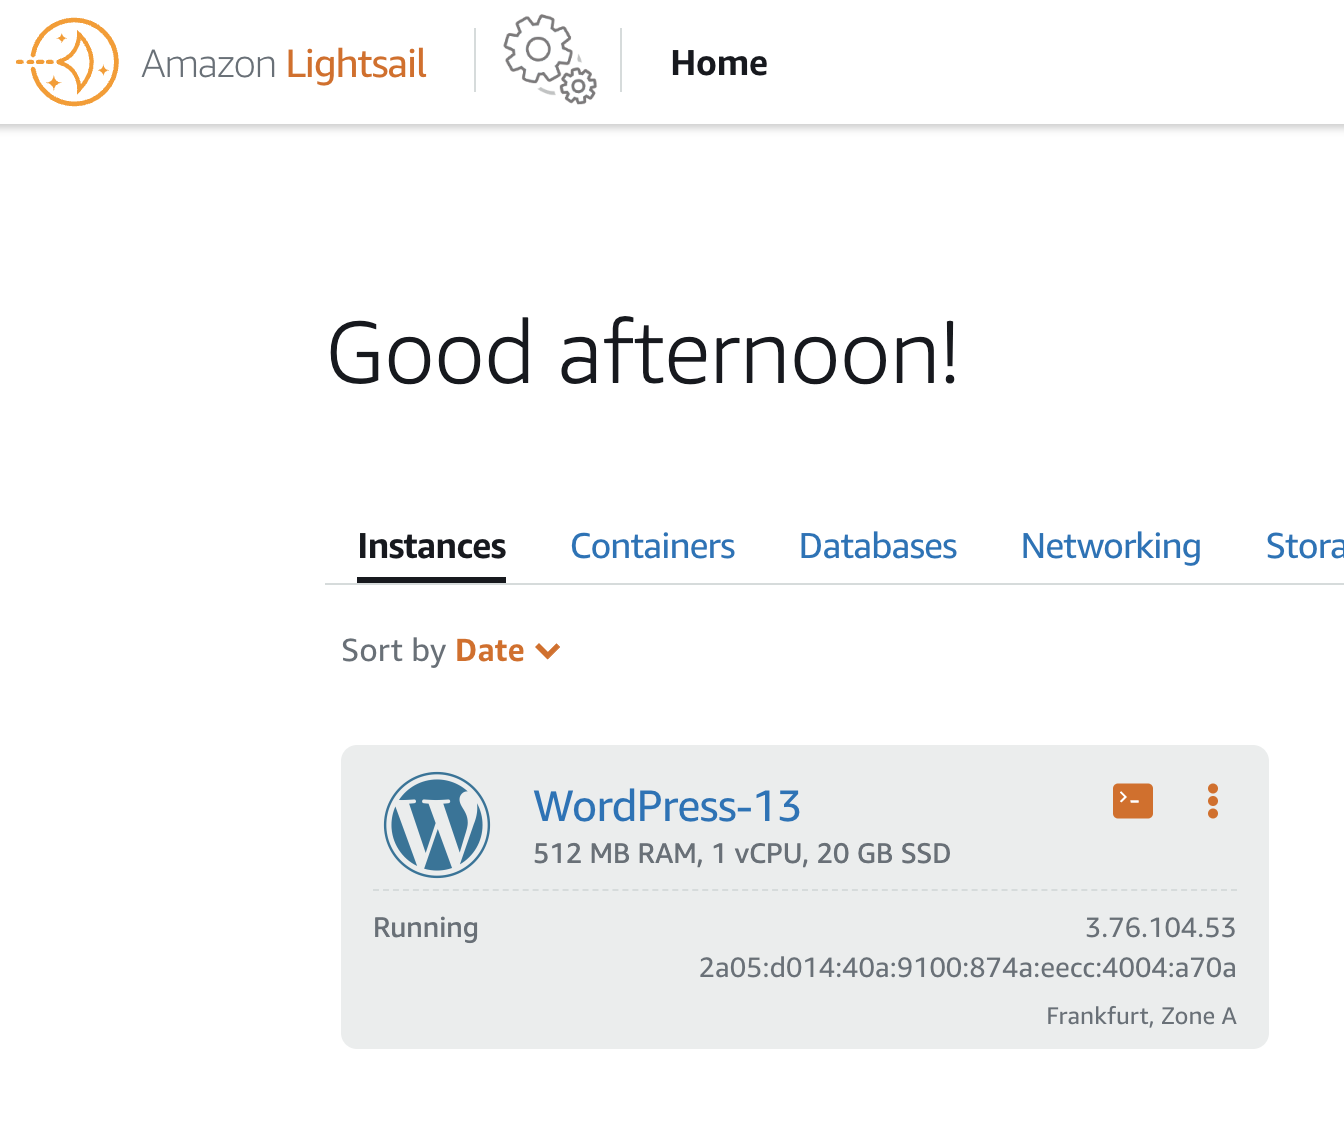 Amazon Lightsail
Home
Good afternoon!
Instances Containers Databases Networking
Sort by Date
WordPress-13
512 MB RAM, 1 vCPU, 20 GB SSD
Running 3.76.104.53
2a05:d014:40a:9100:874a:eecc:4004:a70a
Frankfurt, Zone A